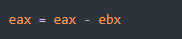 eax = eax - ebx